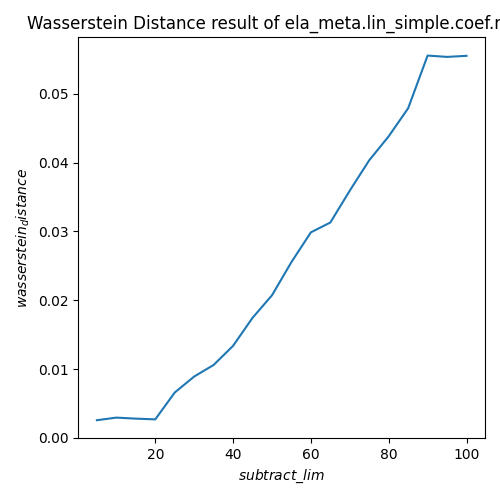 Wasserstein Distance result of ela_meta.lin_simple.coef.r
0.05
0.04
0.03
0.02
0.01
0.00
wasserstein_distance
20 40 60 80 100
subtract_lim